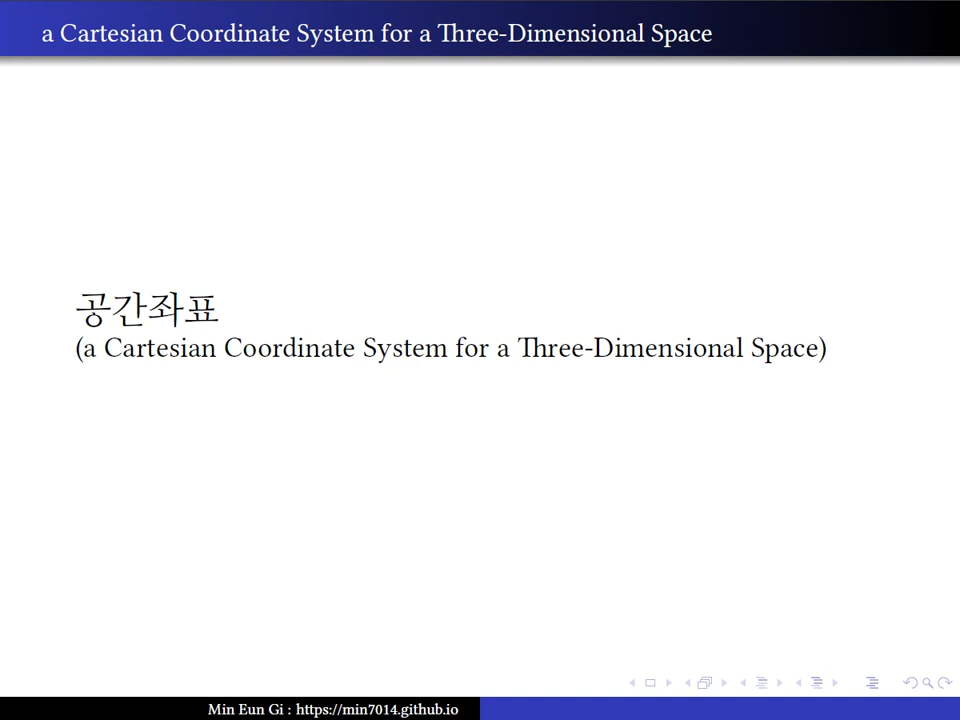 a Cartesian Coordinate System for a Three-Dimensional Space
공간좌표
(a Cartesian Coordinate System for a Three-Dimensional Space)
Min Eun Gi : https://min7014.github.io